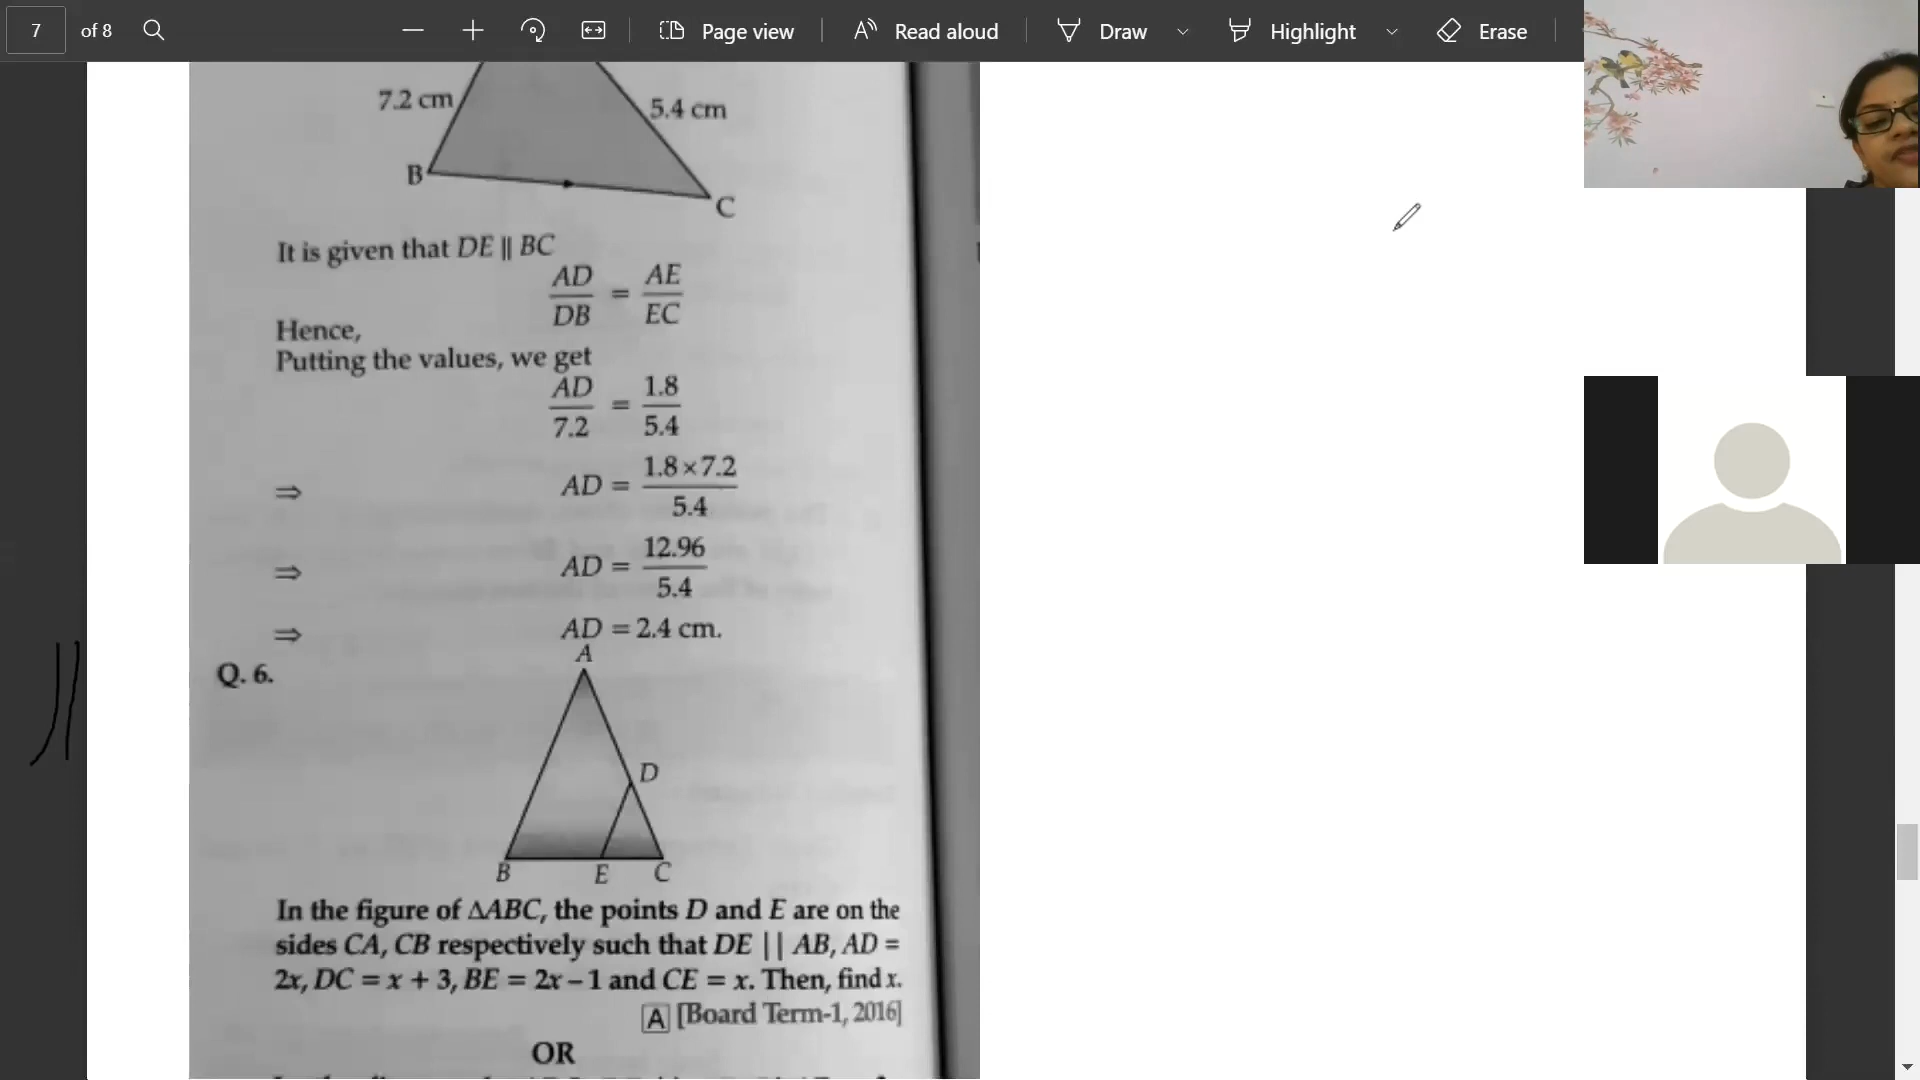 7 of 8 Page view Read aloud Draw Highlight Erase
7.2 cm 5.4 cm
B
C
It is given that DE || BC
AD/DB = AE/EC
Hence,
Putting the values, we get
AD/7.2 = 1.8/5.4
⇒ AD = 1.8×7.2/5.4
⇒ AD = 12.96/5.4
⇒ AD = 2.4 cm.
Q. 6.
A
D
B E C
In the figure of ΔABC, the points D and E are on the
sides CA, CB respectively such that DE || AB, AD =
2x, DC = x + 3, BE = 2x – 1 and CE = x. Then, find x.
A [Board Term-1, 2016]
OR